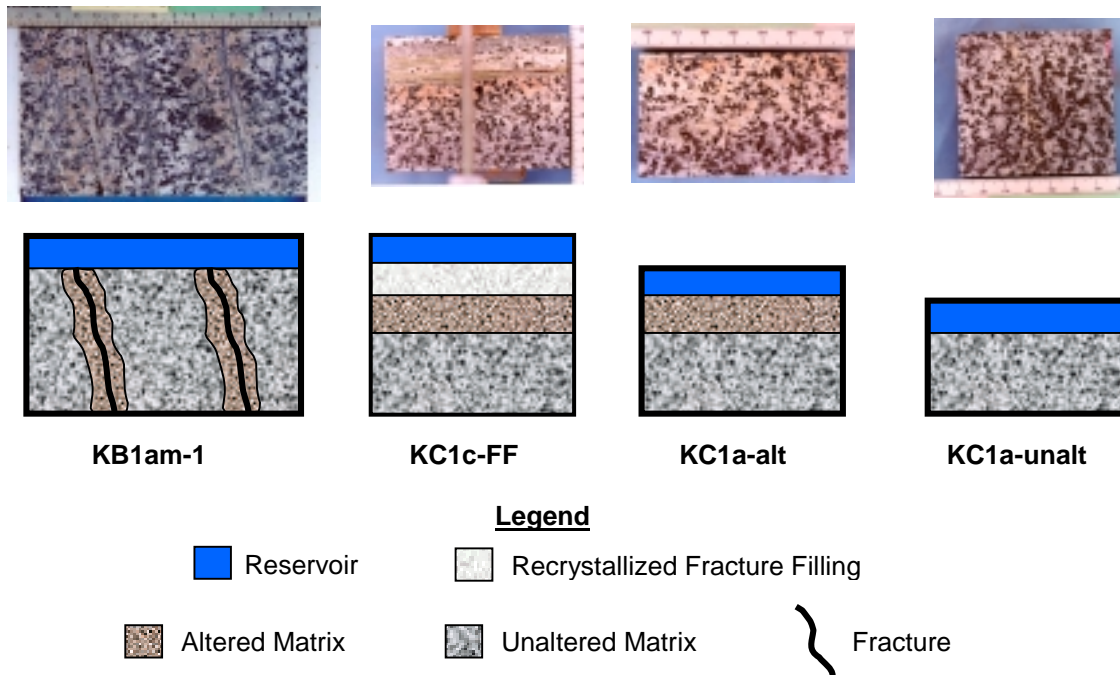 KB1am-1 KC1c-FF KC1a-alt KC1a-unalt
Legend
Reservoir Recrystallized Fracture Filling
Altered Matrix Unaltered Matrix Fracture